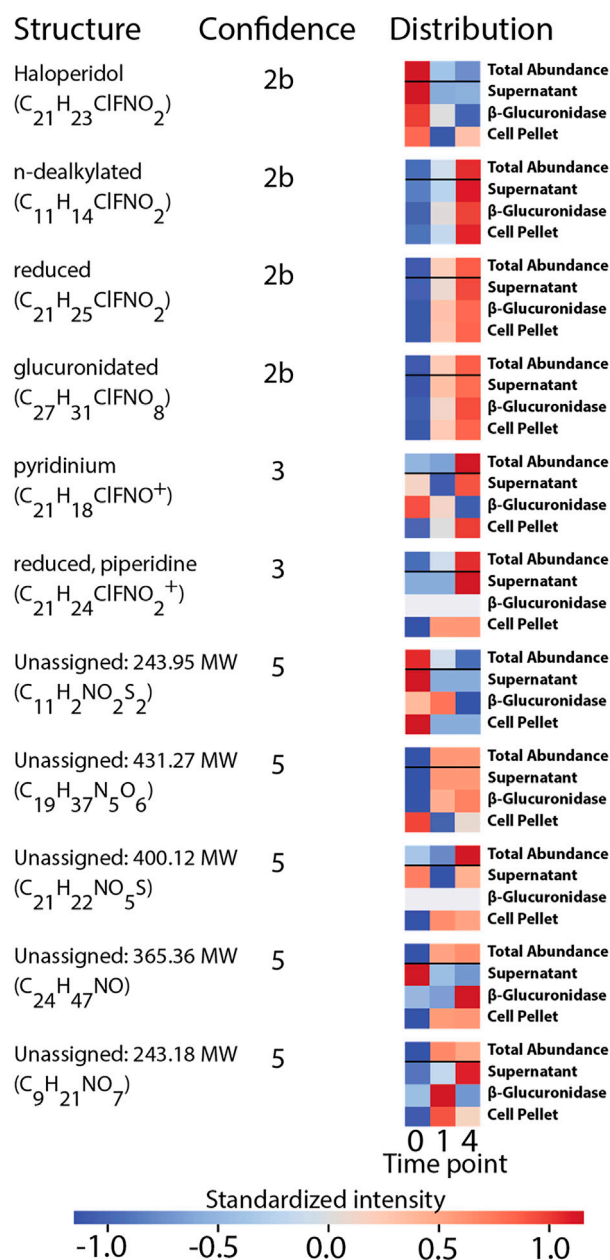 Structure Confidence Distribution
Haloperidol 2b Total Abundance
(C21H23ClFNO2) Supernatant
β-Glucuronidase
Cell Pellet
n-dealkylated 2b Total Abundance
(C11H14ClFNO2) Supernatant
β-Glucuronidase
Cell Pellet
reduced 2b Total Abundance
(C21H25ClFNO2) Supernatant
β-Glucuronidase
Cell Pellet
glucuronidated 2b Total Abundance
(C27H31ClFNO8) Supernatant
β-Glucuronidase
Cell Pellet
pyridinium 3 Total Abundance
(C21H18ClFNO+) Supernatant
β-Glucuronidase
Cell Pellet
reduced, piperidine 3 Total Abundance
(C21H24ClFNO2+) Supernatant
β-Glucuronidase
Cell Pellet
Unassigned: 243.95 MW 5 Total Abundance
(C11H2NO2S2) Supernatant
β-Glucuronidase
Cell Pellet
Unassigned: 431.27 MW 5 Total Abundance
(C19H37N5O6) Supernatant
β-Glucuronidase
Cell Pellet
Unassigned: 400.12 MW 5 Total Abundance
(C21H22NO5S) Supernatant
β-Glucuronidase
Cell Pellet
Unassigned: 365.36 MW 5 Total Abundance
(C24H47NO) Supernatant
β-Glucuronidase
Cell Pellet
Unassigned: 243.18 MW 5 Total Abundance
(C9H21NO7) Supernatant
β-Glucuronidase
Cell Pellet
0 1 4
Time point
Standardized intensity
-1.0 -0.5 0.0 0.5 1.0